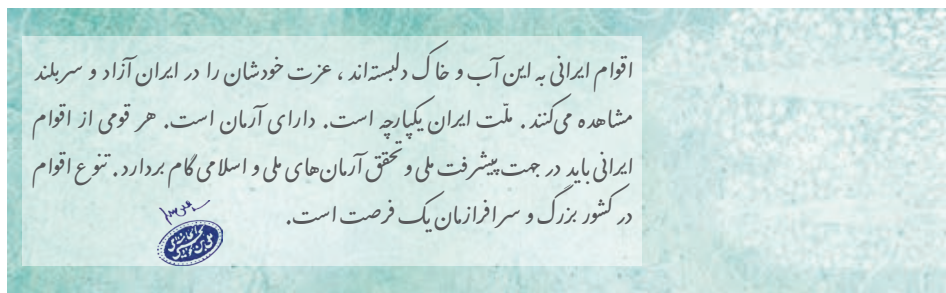 اقوام ایرانی به این آب و خاک دلبسته‌اند ، عزت خودشان را در ایران آزاد و سربلند
مشاهده می‌کنند . ملّت ایران یکپارچه است. دارای آرمان است. هر قومی از اقوام
ایرانی باید در جهت پیشرفت ملی و تحقق آرمان‌های ملی و اسلامی گام بردارد . تنوع اقوام
در کشور بزرگ و سرافرازمان یک فرصت است.